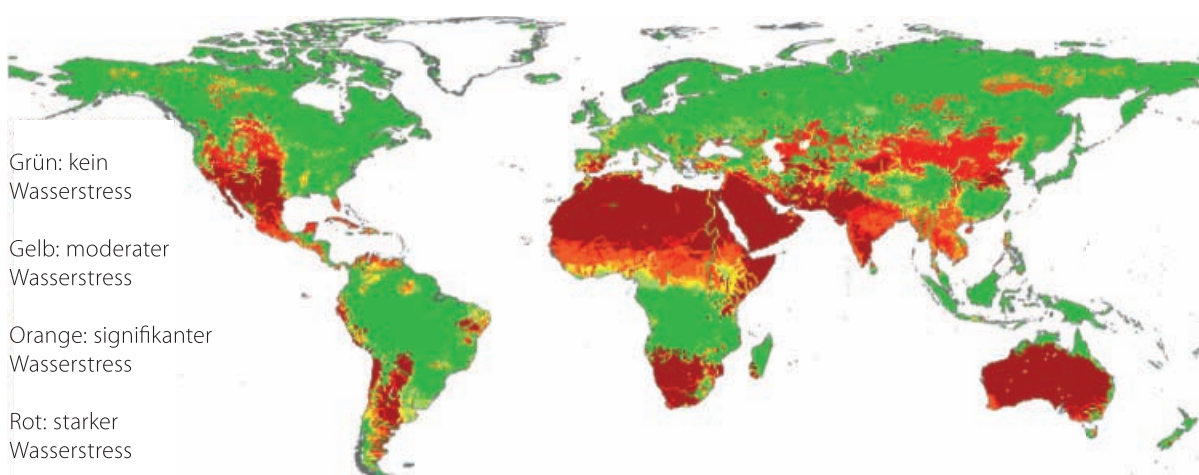 Grün: kein
Wasserstress
Gelb: moderater
Wasserstress
Orange: signifikanter
Wasserstress
Rot: starker
Wasserstress